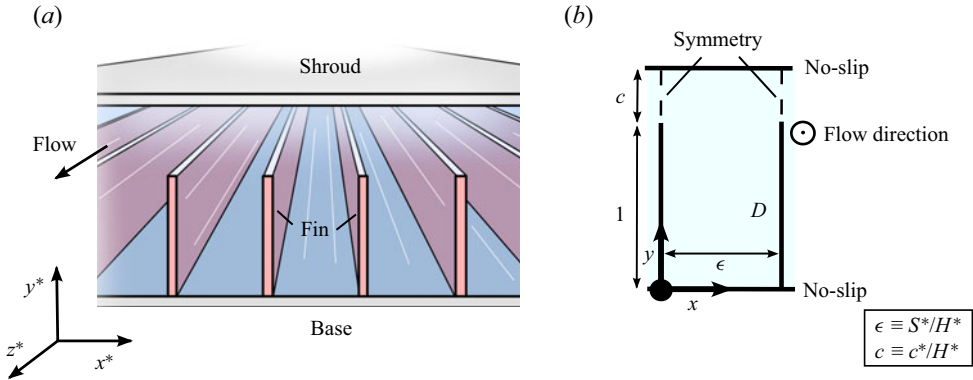 (a)
Shroud
Flow
Fin
Base
y*
z*
x*
(b)
Symmetry
No-slip
c
Flow direction
1
D
y
ϵ
x
No-slip
ϵ ≡ S*/H*
c ≡ c*/H*